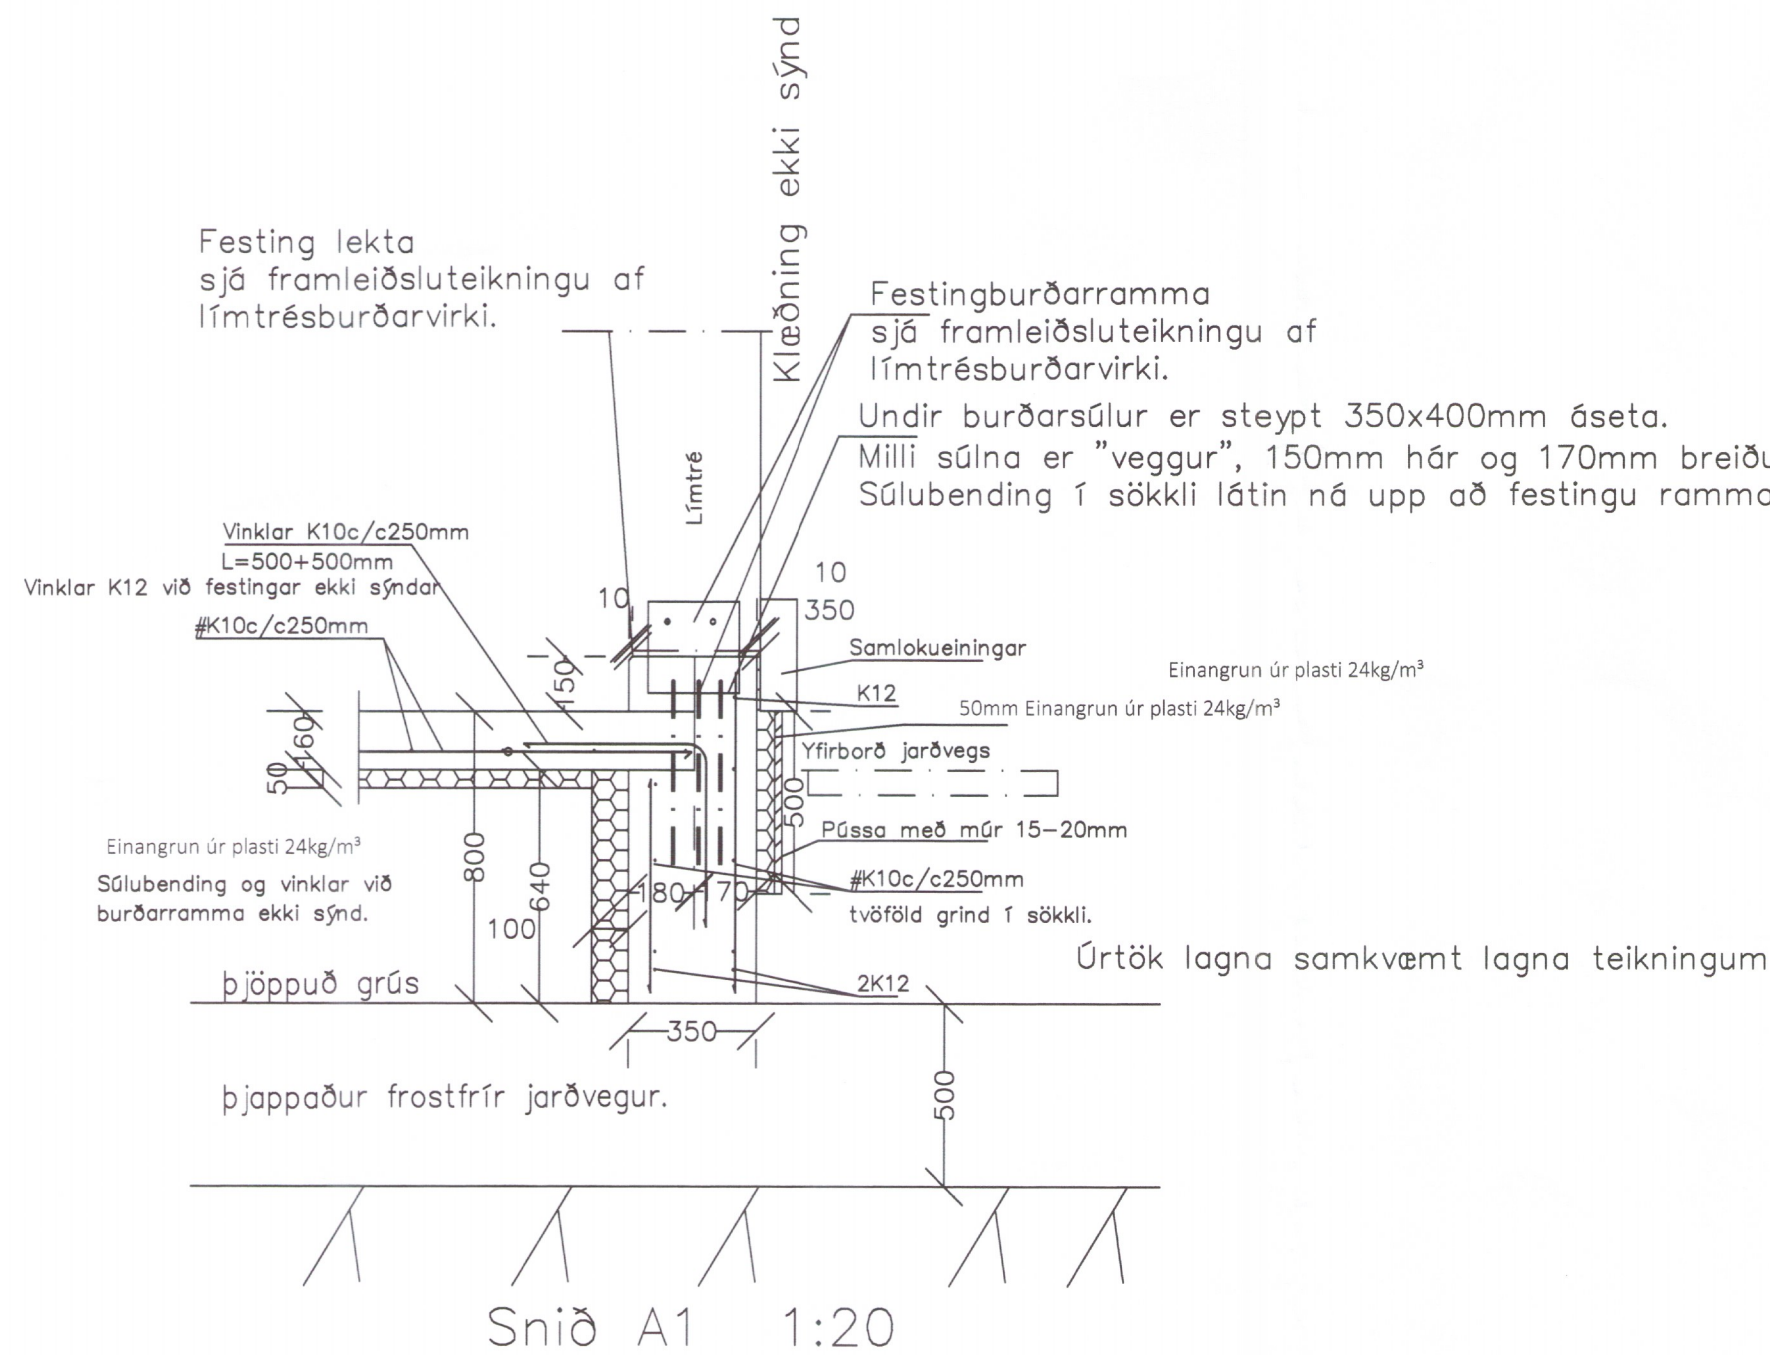 Klæðning ekki sýnd
Festing lekta
sjá framleiðsluteikningu af
límtrésburðarvirki.
Festingburðarramma
sjá framleiðsluteikningu af
límtrésburðarvirki.
Undir burðarsúlur er steypt 350x400mm áseta.
Milli súlna er "veggur", 150mm hár og 170mm breiðu
Súlubending í sökkli látin ná upp að festingu ramma
Límtré
Vinklar K10c/c250mm
L=500+500mm
Vinklar K12 við festingar ekki sýndar
#K10c/c250mm
10
10
350
150
Samlokueiningar
K12
Einangrun úr plasti 24kg/m³
50mm Einangrun úr plasti 24kg/m³
160
50
Yfirborð jarðvegs
500
Pússa með múr 15-20mm
#K10c/c250mm
tvöföld grind í sökkli.
Einangrun úr plasti 24kg/m³
Súlubending og vinklar við
burðarramma ekki sýnd.
800
640
180
170
100
Úrtök lagna samkvæmt lagna teikningum
þjöppuð grús
2K12
350
þjappaður frostfrír jarðvegur.
500
Snið A1 1:20